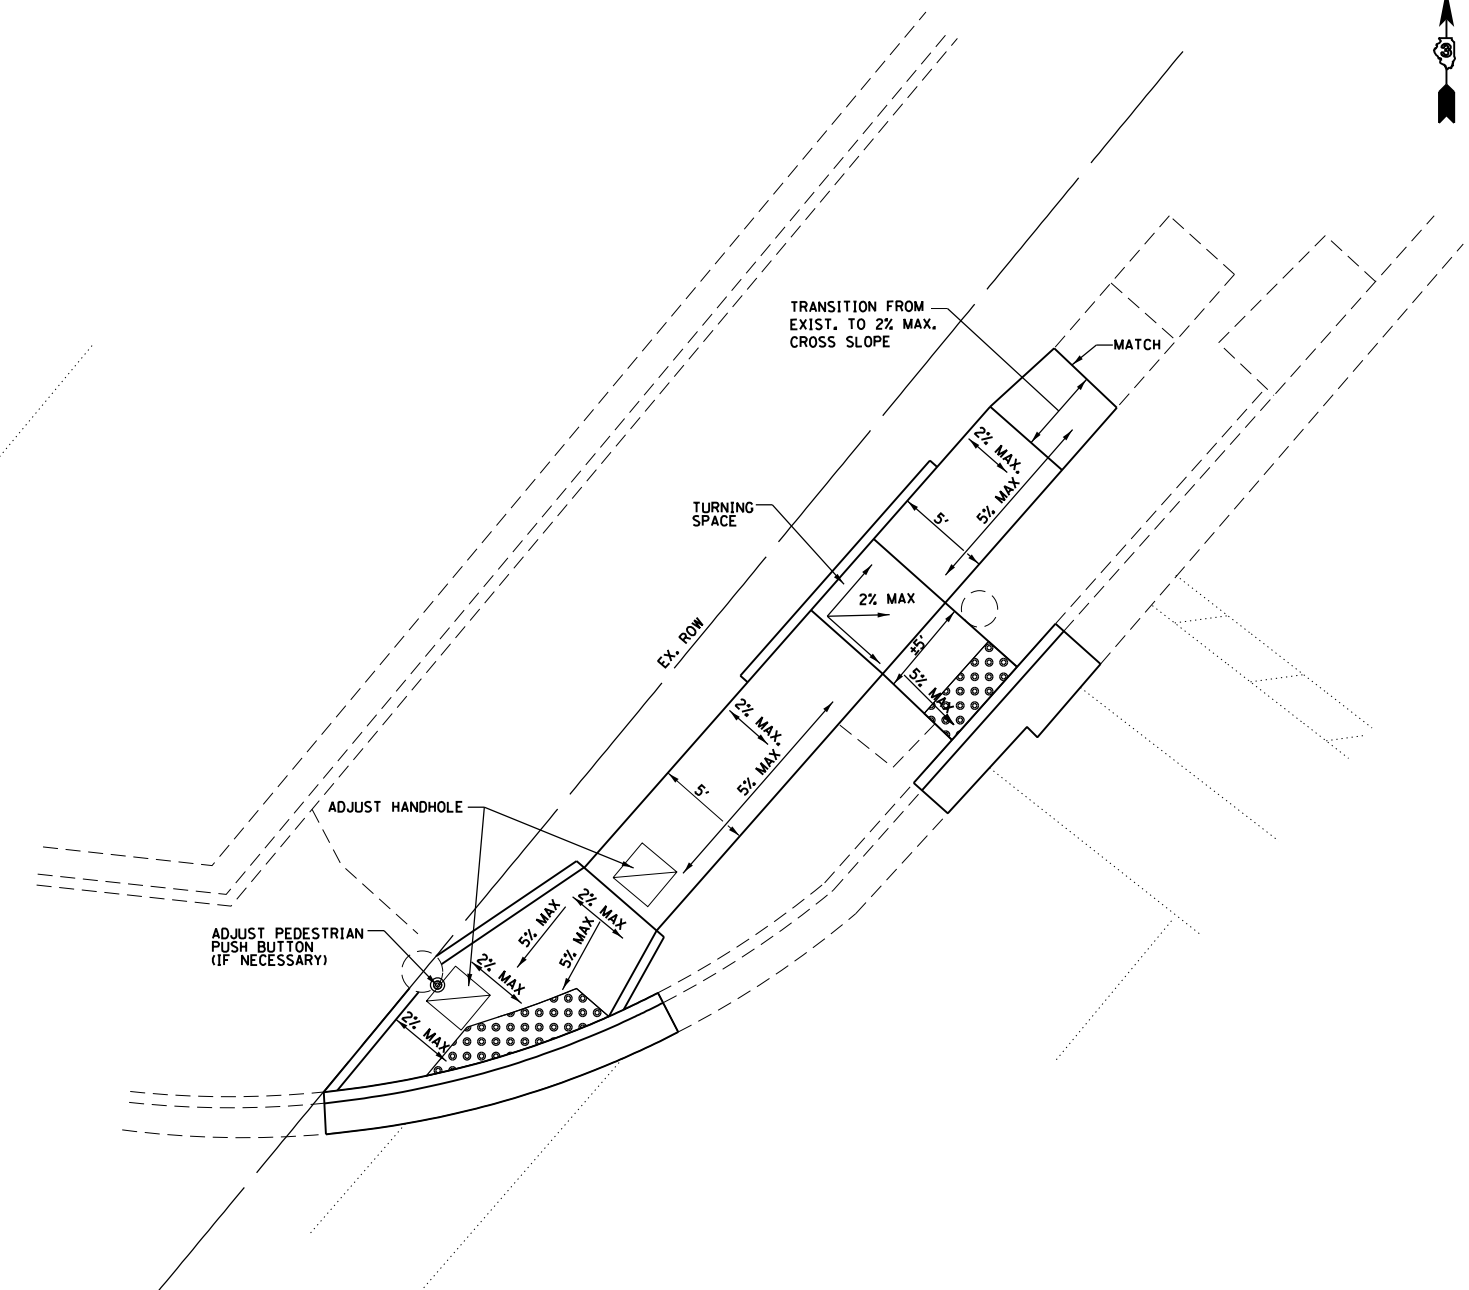 3
TRANSITION FROM
EXIST. TO 2% MAX.
CROSS SLOPE
MATCH
2% MAX.
5% MAX
5'
TURNING
SPACE
2% MAX
EX. ROW
±5'
5% MAX
2% MAX.
5% MAX
5'
ADJUST HANDHOLE
2% MAX
5% MAX
5% MAX
ADJUST PEDESTRIAN
PUSH BUTTON
(IF NECESSARY)
2% MAX
2% MAX